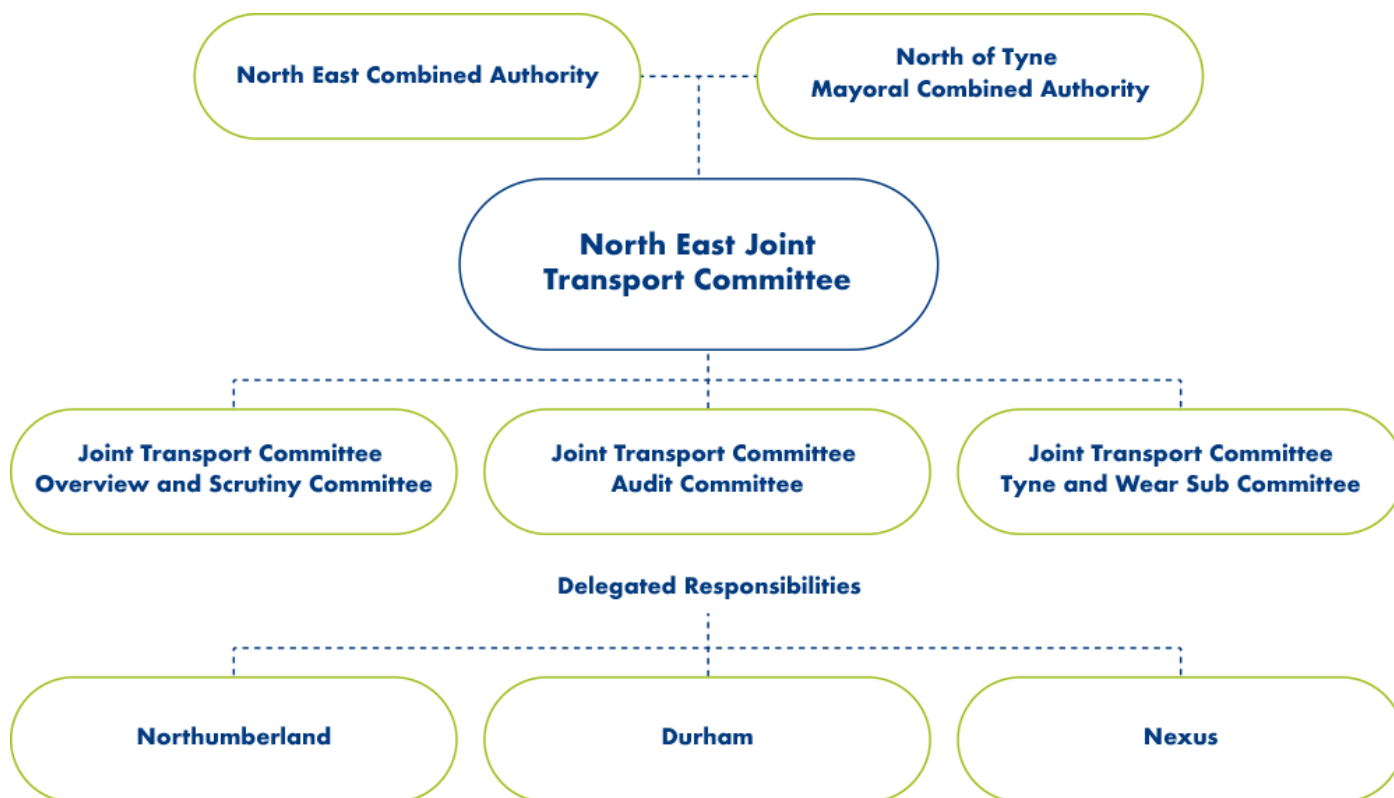 North East Combined Authority
North of Tyne
Mayoral Combined Authority
North East Joint
Transport Committee
Joint Transport Committee
Overview and Scrutiny Committee
Joint Transport Committee
Audit Committee
Joint Transport Committee
Tyne and Wear Sub Committee
Delegated Responsibilities
Northumberland
Durham
Nexus